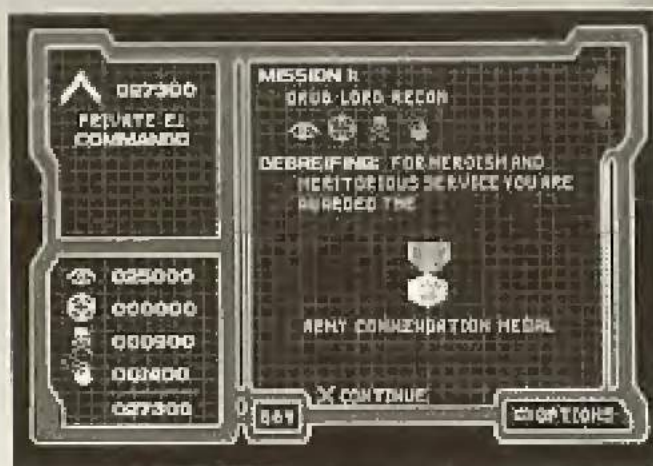 027300
PRIVATE E1
COMMANDO
025000
000000
000900
001400
027300
MISSION 1:
DRUG LORD RECON
DEBREIFING: FOR HEROISM AND
MERITORIOUS SERVICE YOU ARE
AWARDED THE
ARMY COMMENDATION MEDAL
X CONTINUE
OPTIONS